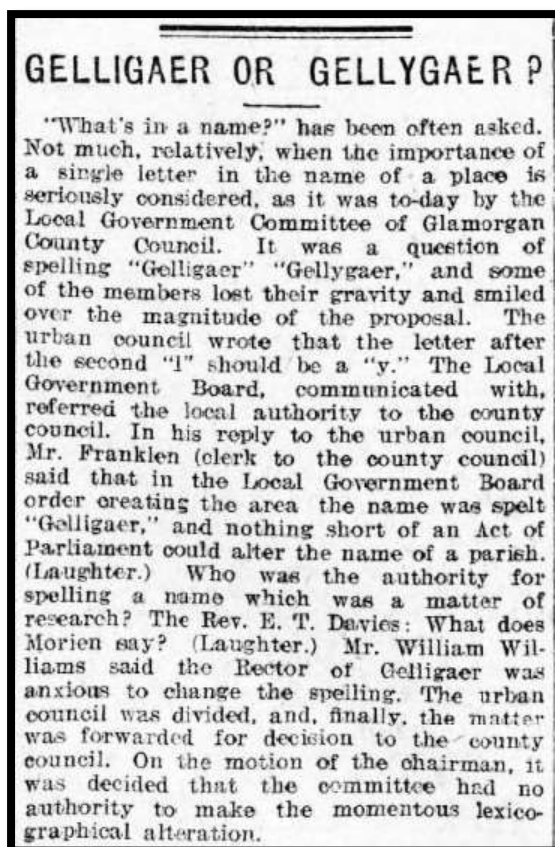 GELLIGAER OR GELLYGAER?
"What's in a name?" has been often asked.
Not much, relatively, when the importance of
a single letter in the name of a place is
seriously considered, as it was to-day by the
Local Government Committee of Glamorgan
County Council. It was a question of
spelling "Gelligaer" "Gellygaer," and some
of the members lost their gravity and smiled
over the magnitude of the proposal. The
urban council wrote that the letter after
the second "l" should be a "y." The Local
Government Board, communicated with,
referred the local authority to the county
council. In his reply to the urban council,
Mr. Franklen (clerk to the county council)
said that in the Local Government Board
order creating the area the name was spelt
"Gelligaer," and nothing short of an Act of
Parliament could alter the name of a parish.
(Laughter.) Who was the authority for
spelling a name which was a matter of
research? The Rev. E. T. Davies: What does
Morien say? (Laughter.) Mr. William Wil-
liams said the Rector of Gelligaer was
anxious to change the spelling. The urban
council was divided, and, finally, the matter
was forwarded for decision to the county
council. On the motion of the chairman, it
was decided that the committee had no
authority to make the momentous lexico-
graphical alteration.